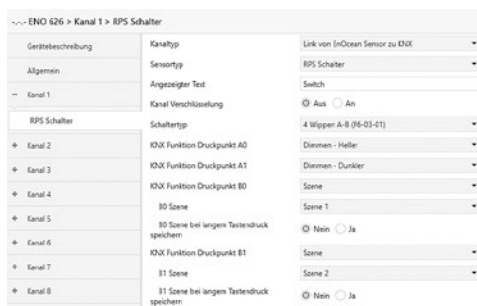 -.-.- ENO 626 > Kanal 1 > RPS Schalter
Gerätebeschreibung
Allgemein
Kanal 1
RPS Schalter
Kanal 2
Kanal 3
Kanal 4
Kanal 5
Kanal 6
Kanal 7
Kanal 8
Kanaltyp Link von EnOcean Sensor zu KNX
Sensortyp RPS Schalter
Angezeigter Text Switch
Kanal Verschlüsselung Aus An
Schaltertyp 4 Wipper A-B (F6-03-01)
KNX Funktion Druckpunkt A0 Dimmen - Heller
KNX Funktion Druckpunkt A1 Dimmen - Dunkler
KNX Funktion Druckpunkt B0 Szene
B0 Szene Szene 1
B0 Szene bei langem Tastendruck Nein Ja
speichern
KNX Funktion Druckpunkt B1 Szene
B1 Szene Szene 2
B1 Szene bei langem Tastendruck Nein Ja
speichern